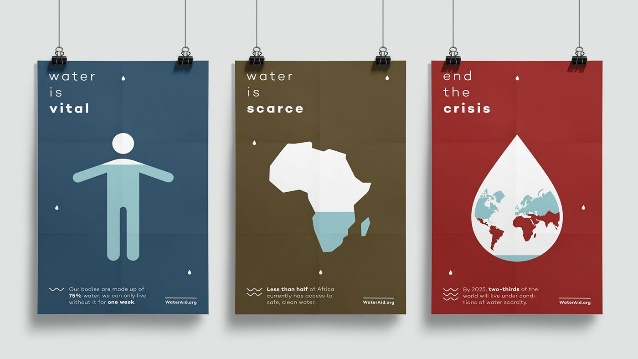 water
is
vital
Our bodies are made up of
75% water, we can only live
without it for one week.
WaterAid.org
water
is
scarce
Less than half of Africa
currently has access to
safe, clean water.
WaterAid.org
end
the
crisis
By 2025, two-thirds of the
world will live under condi-
tions of water scarcity.
WaterAid.org